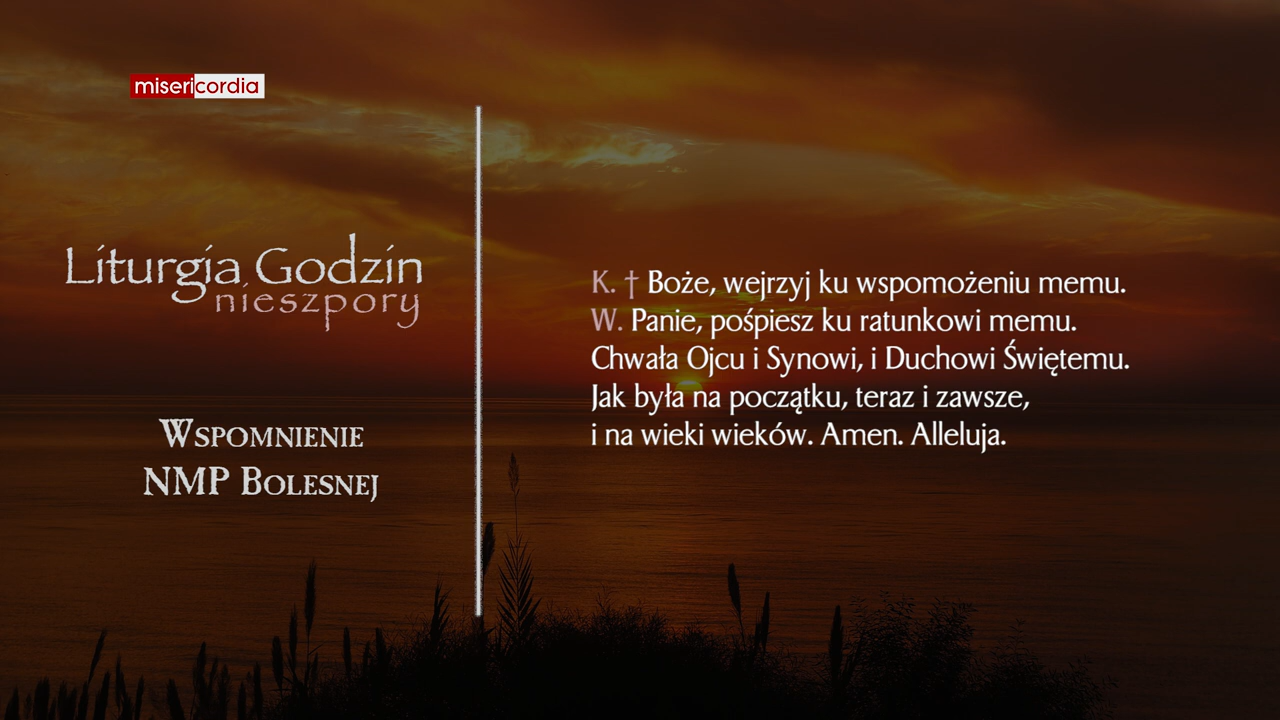 misericordia
Liturgia Godzin
nieszpory
Wspomnienie
NMP Bolesnej
K. † Boże, wejrzyj ku wspomożeniu memu.
W. Panie, pośpiesz ku ratunkowi memu.
Chwała Ojcu i Synowi, i Duchowi Świętemu.
Jak była na początku, teraz i zawsze,
i na wieki wieków. Amen. Alleluja.